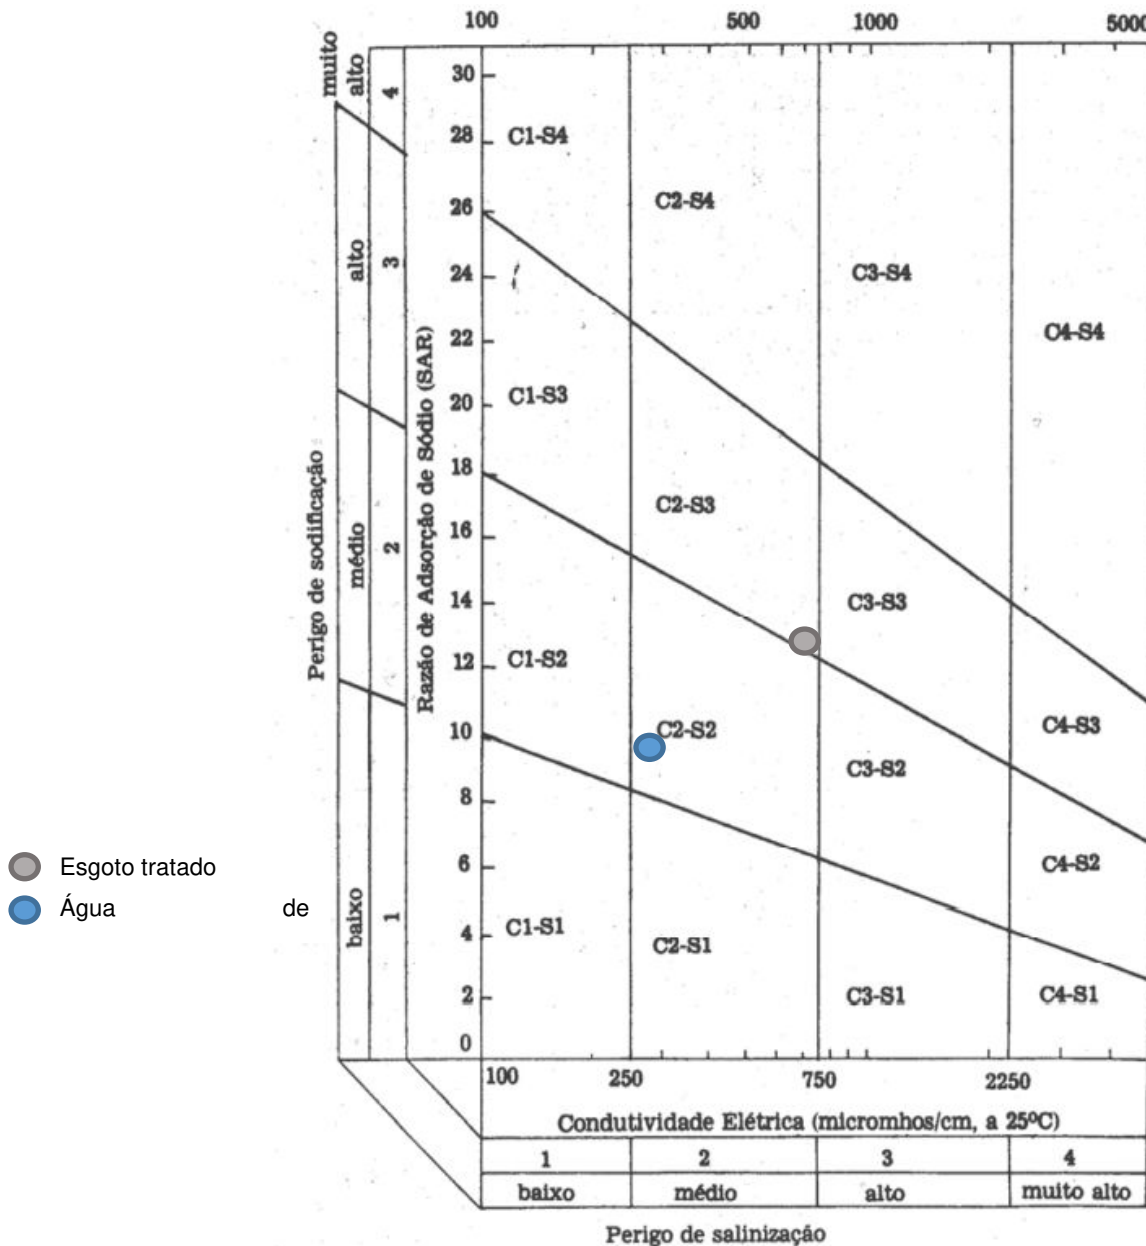 100 500 1000 5000
muito
alto
4
alto
3
médio
2
baixo
1
Perigo de sodificação
Razão de Adsorção de Sódio (SAR)
30
28
26
24
22
20
18
16
14
12
10
8
6
4
2
0
C1-S4
C2-S4
C3-S4
C4-S4
C1-S3
C2-S3
C3-S3
C4-S3
C1-S2
C2-S2
C3-S2
C4-S2
C1-S1
C2-S1
C3-S1
C4-S1
Esgoto tratado
Água de
100 250 750 2250
Condutividade Elétrica (micromhos/cm, a 25ºC)
1 2 3 4
baixo médio alto muito alto
Perigo de salinização